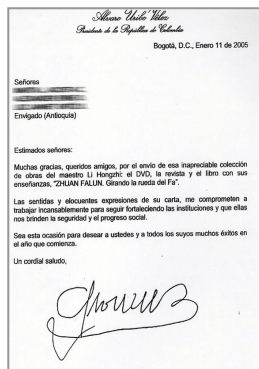 Álvaro Uribe Vélez
Presidente de la República de Colombia
Bogotá, D.C., Enero 11 de 2005
Señores
Envigado (Antioquia)
Estimados señores:
Muchas gracias, queridos amigos, por el envío de esa inapreciable colección
de obras del maestro Li Hongzhi: el DVD, la revista y el libro con sus
enseñanzas, "ZHUAN FALUN. Girando la rueda del Fa".
Las sentidas y elocuentes expresiones de su carta, me comprometen a
trabajar incansablemente para seguir fortaleciendo las instituciones y que ellas
nos brinden la seguridad y el progreso social.
Sea esta ocasión para desear a ustedes y a todos los suyos muchos éxitos en
el año que comienza.
Un cordial saludo,